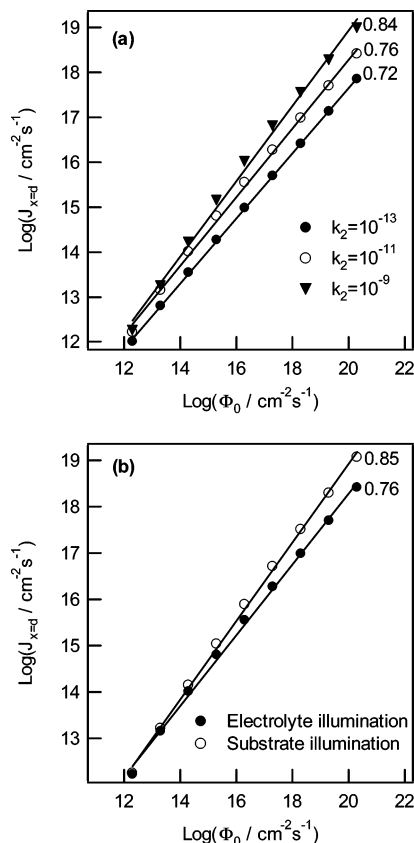 (a)
0.84
0.76
0.72
19
18
17
16
15
14
13
12
Log(J_{x=d} / cm⁻²s⁻¹)
k₂=10⁻¹³
k₂=10⁻¹¹
k₂=10⁻⁹
12 14 16 18 20 22
Log(Φ₀ / cm⁻²s⁻¹)
(b)
0.85
0.76
19
18
17
16
15
14
13
Log(J_{x=d} / cm⁻²s⁻¹)
Electrolyte illumination
Substrate illumination
12 14 16 18 20 22
Log(Φ₀ / cm⁻²s⁻¹)